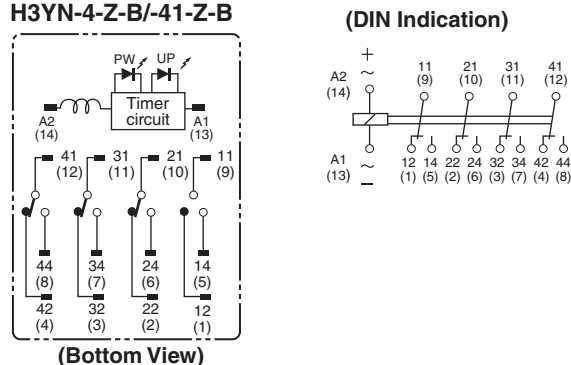 H3YN-4-Z-B/-41-Z-B
PW UP
Timer
circuit
A2
(14)
A1
(13)
41 31 21 11
(12) (11) (10) (9)
44 34 24 14
(8) (7) (6) (5)
42 32 22 12
(4) (3) (2) (1)
(Bottom View)
(DIN Indication)
+
~
A2
(14)
11 21 31 41
(9) (10) (11) (12)
A1
(13)
~
−
12 14 22 24 32 34 42 44
(1) (5) (2) (6) (3) (7) (4) (8)